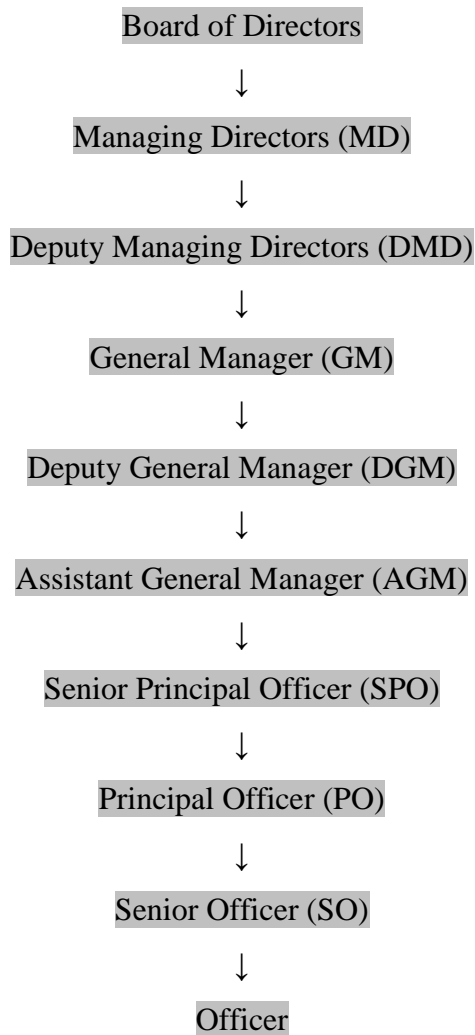 Board of Directors
↓
Managing Directors (MD)
↓
Deputy Managing Directors (DMD)
↓
General Manager (GM)
↓
Deputy General Manager (DGM)
↓
Assistant General Manager (AGM)
↓
Senior Principal Officer (SPO)
↓
Principal Officer (PO)
↓
Senior Officer (SO)
↓
Officer